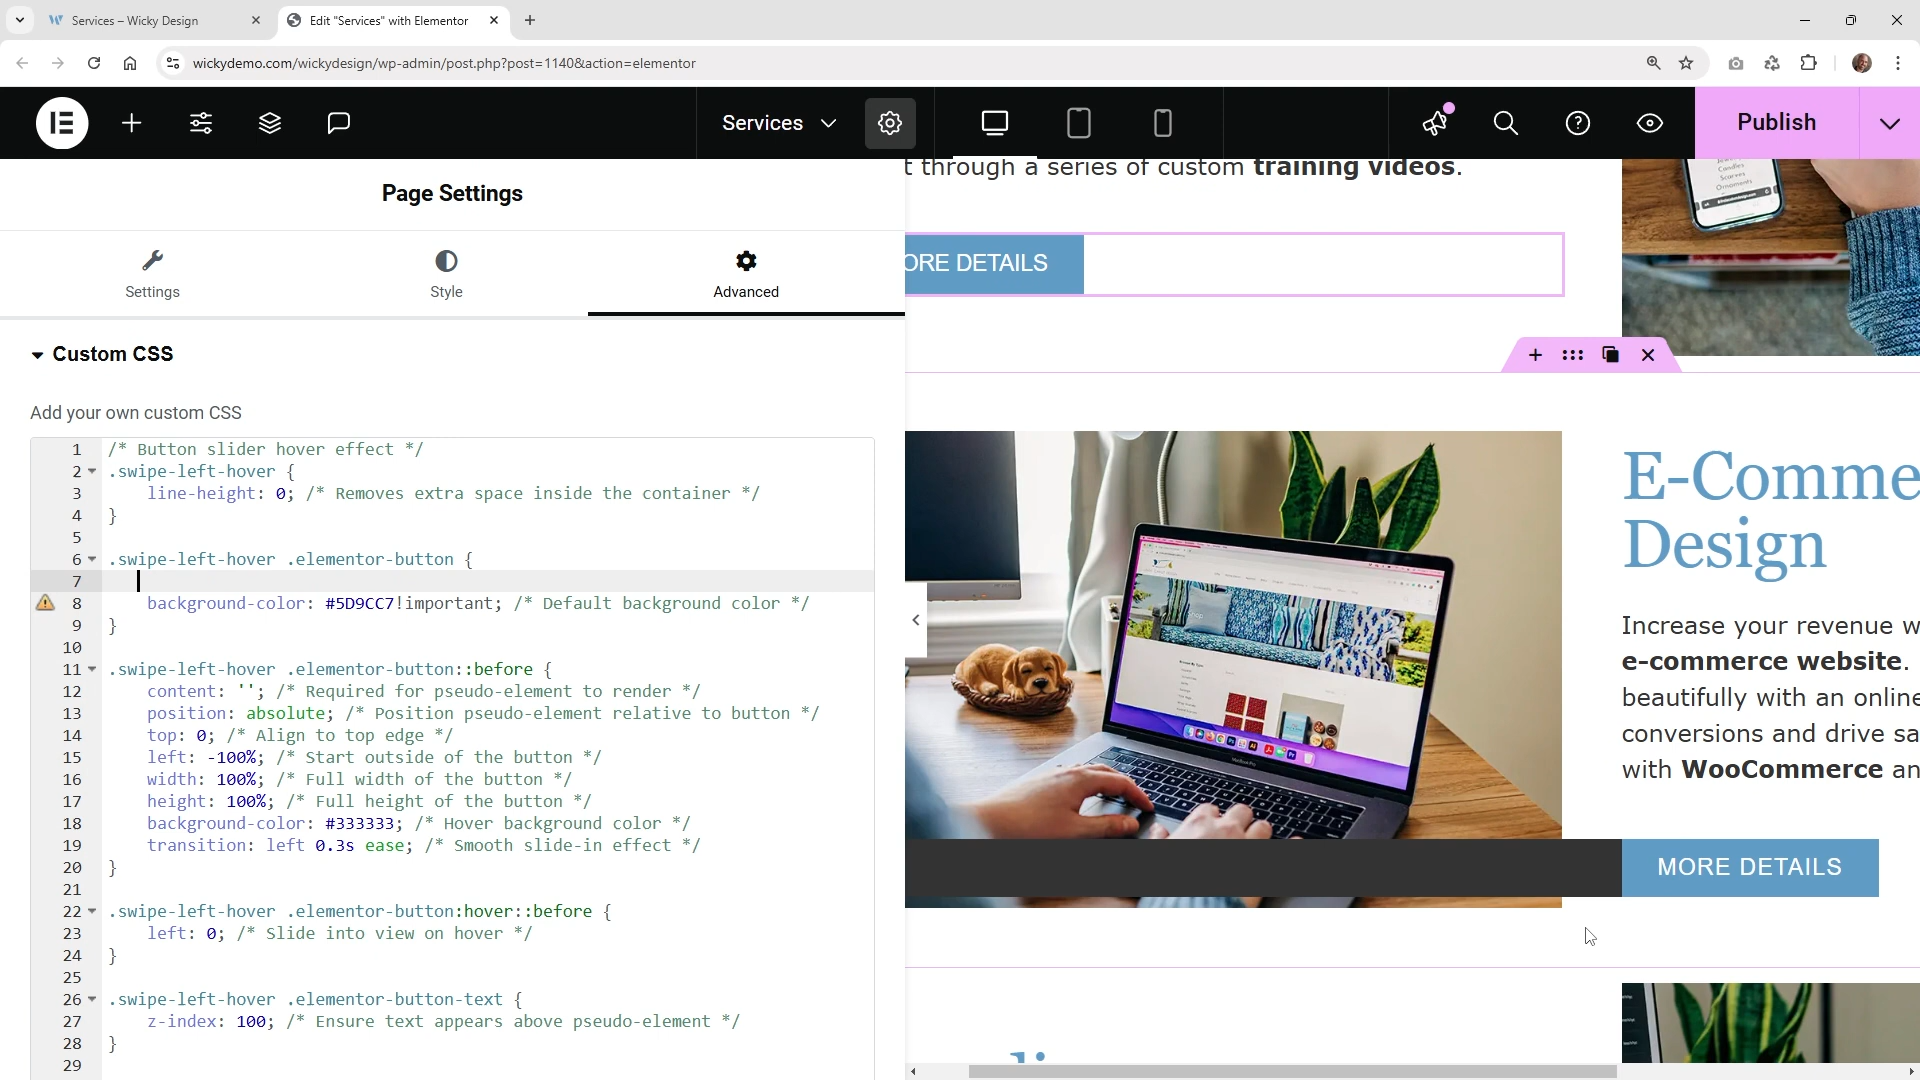 Services – Wicky Design
Edit "Services" with Elementor
wickydemo.com/wickydesign/wp-admin/post.php?post=1140&action=elementor
Services
Publish
Page Settings
Settings
Style
Advanced
Custom CSS
Add your own custom CSS
1 /* Button slider hover effect */
2 .swipe-left-hover {
3 line-height: 0; /* Removes extra space inside the container */
4 }
5
6 .swipe-left-hover .elementor-button {
7
8 background-color: #5D9CC7!important; /* Default background color */
9 }
10
11 .swipe-left-hover .elementor-button::before {
12 content: ''; /* Required for pseudo-element to render */
13 position: absolute; /* Position pseudo-element relative to button */
14 top: 0; /* Align to top edge */
15 left: -100%; /* Start outside of the button */
16 width: 100%; /* Full width of the button */
17 height: 100%; /* Full height of the button */
18 background-color: #333333; /* Hover background color */
19 transition: left 0.3s ease; /* Smooth slide-in effect */
20 }
21
22 .swipe-left-hover .elementor-button:hover::before {
23 left: 0; /* Slide into view on hover */
24 }
25
26 .swipe-left-hover .elementor-button-text {
27 z-index: 100; /* Ensure text appears above pseudo-element */
28 }
29
t through a series of custom training videos.
ORE DETAILS
Candles
Scarves
Ornaments
E-Comme
Design
Increase your revenue w
e-commerce website.
beautifully with an online
conversions and drive sa
with WooCommerce an
MORE DETAILS